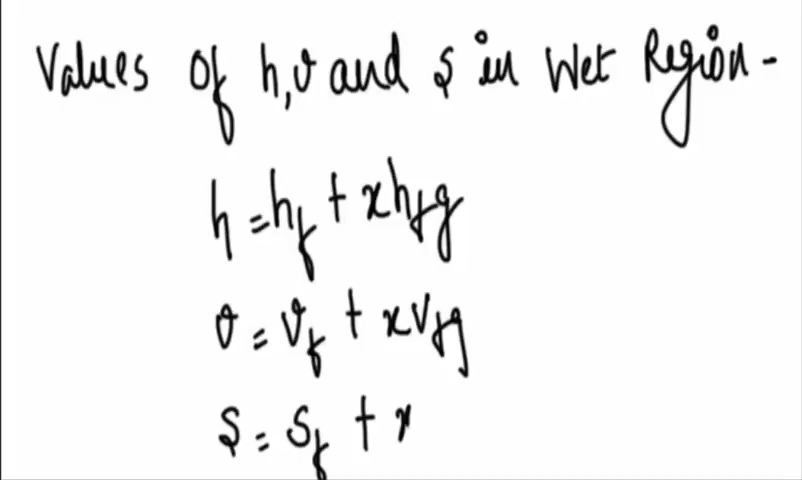 Values of h, v and s in Wet Region -
h = hf + xhfg
v = vf + xvfg
s = sf + x